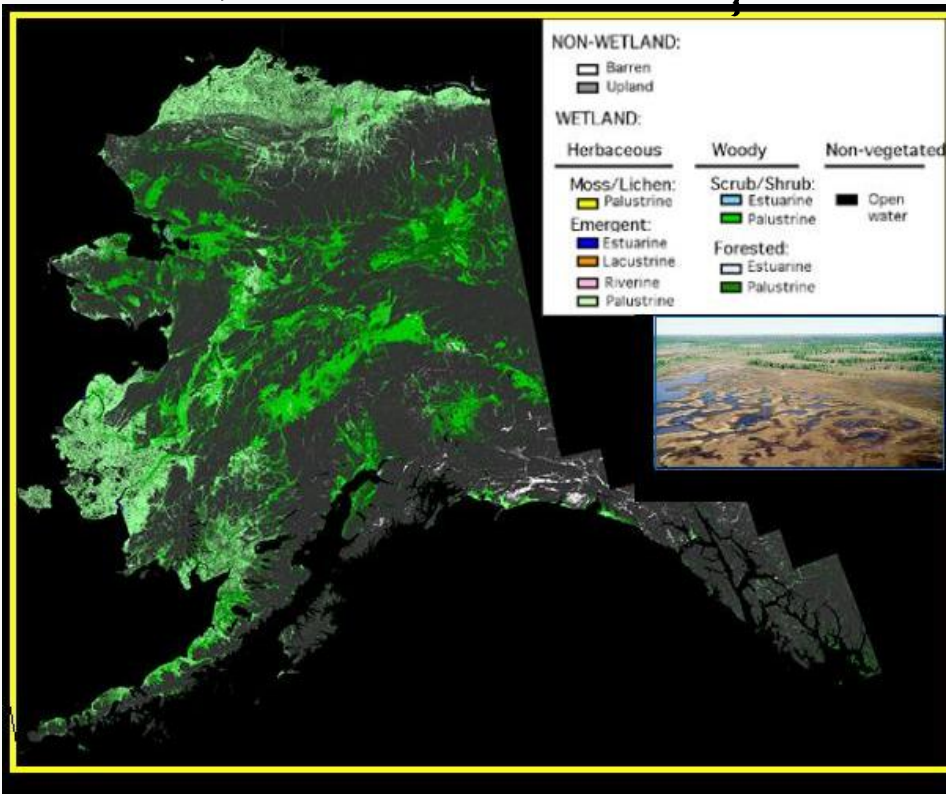 NON-WETLAND:
Barren
Upland
WETLAND:
Herbaceous
Moss/Lichen:
Palustrine
Emergent:
Estuarine
Lacustrine
Riverine
Palustrine
Woody
Scrub/Shrub:
Estuarine
Palustrine
Forested:
Estuarine
Palustrine
Non-vegetated
Open
water